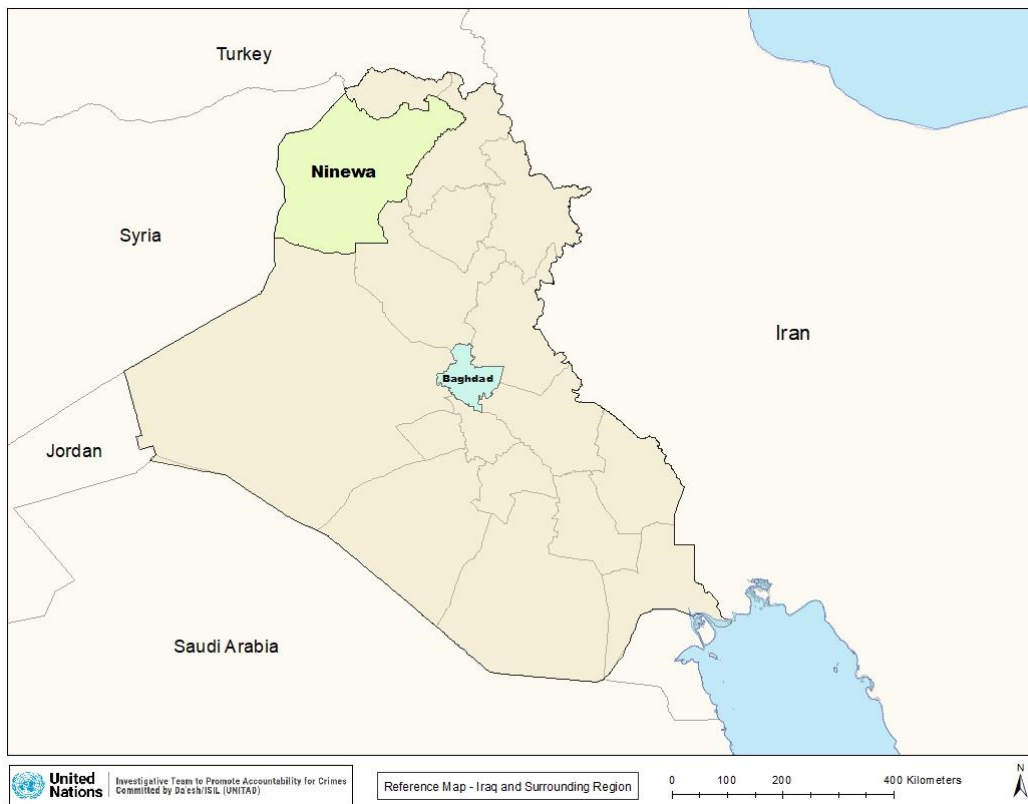 Turkey
Ninewa
Syria
Iran
Baghdad
Jordan
Saudi Arabia
United
Nations
Investigative Team to Promote Accountability for Crimes
Committed by Da'esh/ISIL (UNITAD)
Reference Map - Iraq and Surrounding Region
0 100 200 400 Kilometers
N